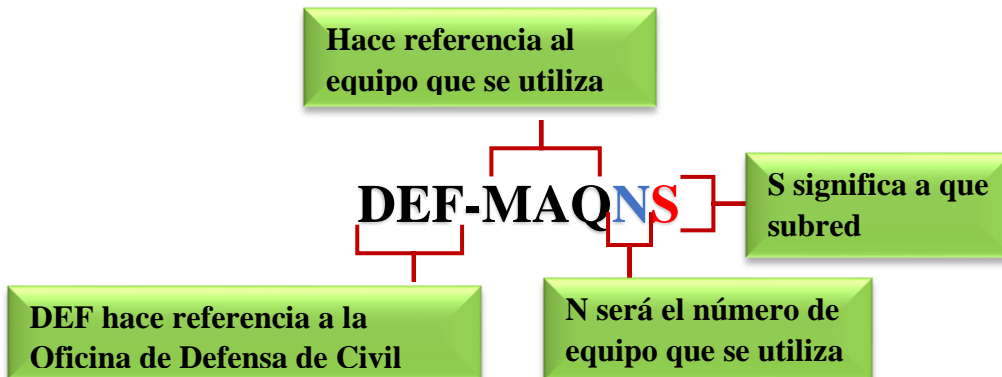 Hace referencia al
equipo que se utiliza
DEF-MAQNS
S significa a que
subred
DEF hace referencia a la
Oficina de Defensa de Civil
N será el número de
equipo que se utiliza